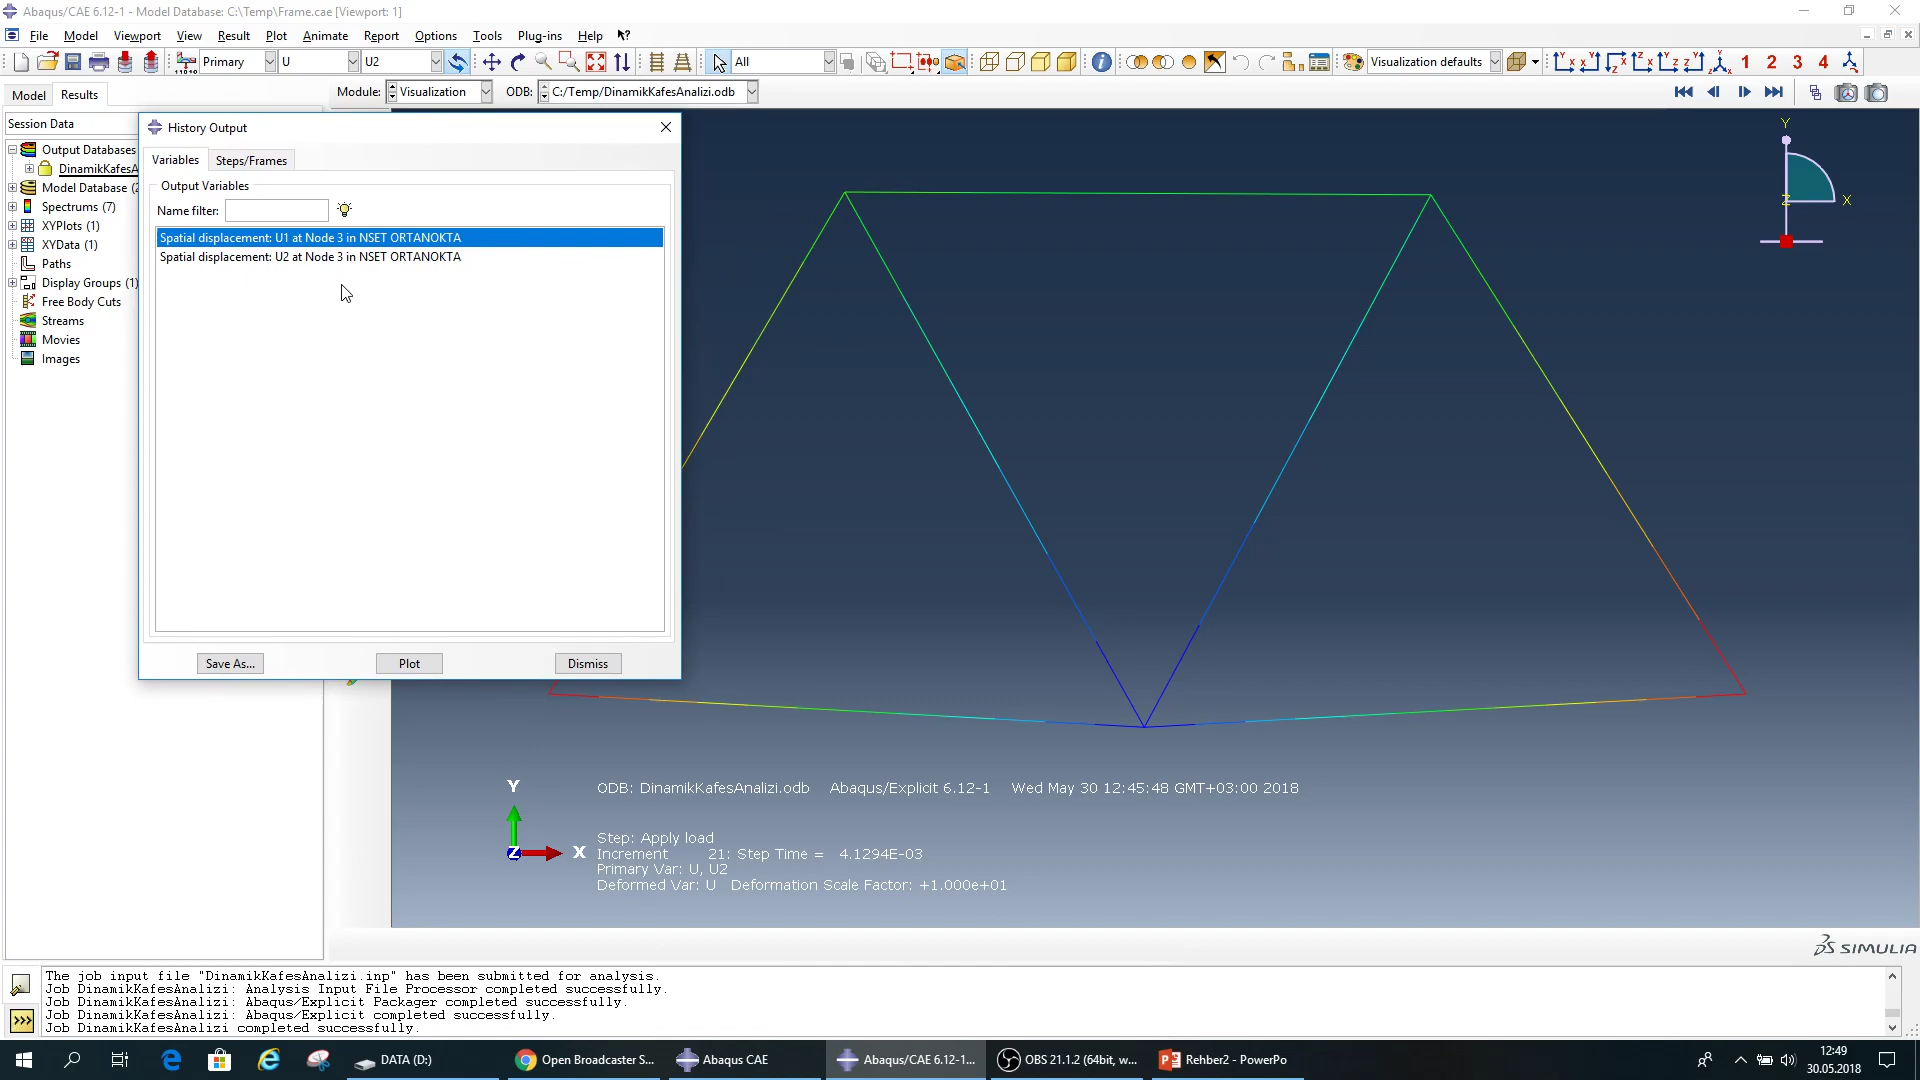 Abaqus/CAE 6.12-1 - Model Database: C:\Temp\Frame.cae [Viewport: 1]
File Model Viewport View Result Plot Animate Report Options Tools Plug-ins Help
Primary U U2 All Visualization defaults 1 2 3 4
Model Results Module: Visualization ODB: C:/Temp/DinamikKafesAnalizi.odb
Session Data
Output Databases
DinamikKafesA
Model Database (2
Spectrums (7)
XYPlots (1)
XYData (1)
Paths
Display Groups (1)
Free Body Cuts
Streams
Movies
Images
History Output
Variables Steps/Frames
Output Variables
Name filter:
Spatial displacement: U1 at Node 3 in NSET ORTANOKTA
Spatial displacement: U2 at Node 3 in NSET ORTANOKTA
Save As... Plot Dismiss
Y
Z X
Y
Z X
ODB: DinamikKafesAnalizi.odb Abaqus/Explicit 6.12-1 Wed May 30 12:45:48 GMT+03:00 2018
Step: Apply load
Increment 21: Step Time = 4.1294E-03
Primary Var: U, U2
Deformed Var: U Deformation Scale Factor: +1.000e+01
SIMULIA
The job input file "DinamikKafesAnalizi.inp" has been submitted for analysis.
Job DinamikKafesAnalizi: Analysis Input File Processor completed successfully.
Job DinamikKafesAnalizi: Abaqus/Explicit Packager completed successfully.
Job DinamikKafesAnalizi: Abaqus/Explicit completed successfully.
Job DinamikKafesAnalizi completed successfully.
>>>
DATA (D:) Open Broadcaster S... Abaqus CAE Abaqus/CAE 6.12-1... OBS 21.1.2 (64bit, w... Rehber2 - PowerPo
12:49
30.05.2018